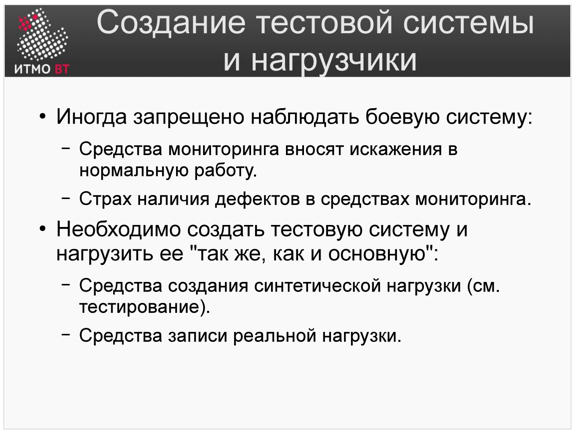 Создание тестовой системы
и нагрузчики
ИТМО ВТ
• Иногда запрещено наблюдать боевую систему:
– Средства мониторинга вносят искажения в
нормальную работу.
– Страх наличия дефектов в средствах мониторинга.
• Необходимо создать тестовую систему и
нагрузить ее "так же, как и основную":
– Средства создания синтетической нагрузки (см.
тестирование).
– Средства записи реальной нагрузки.